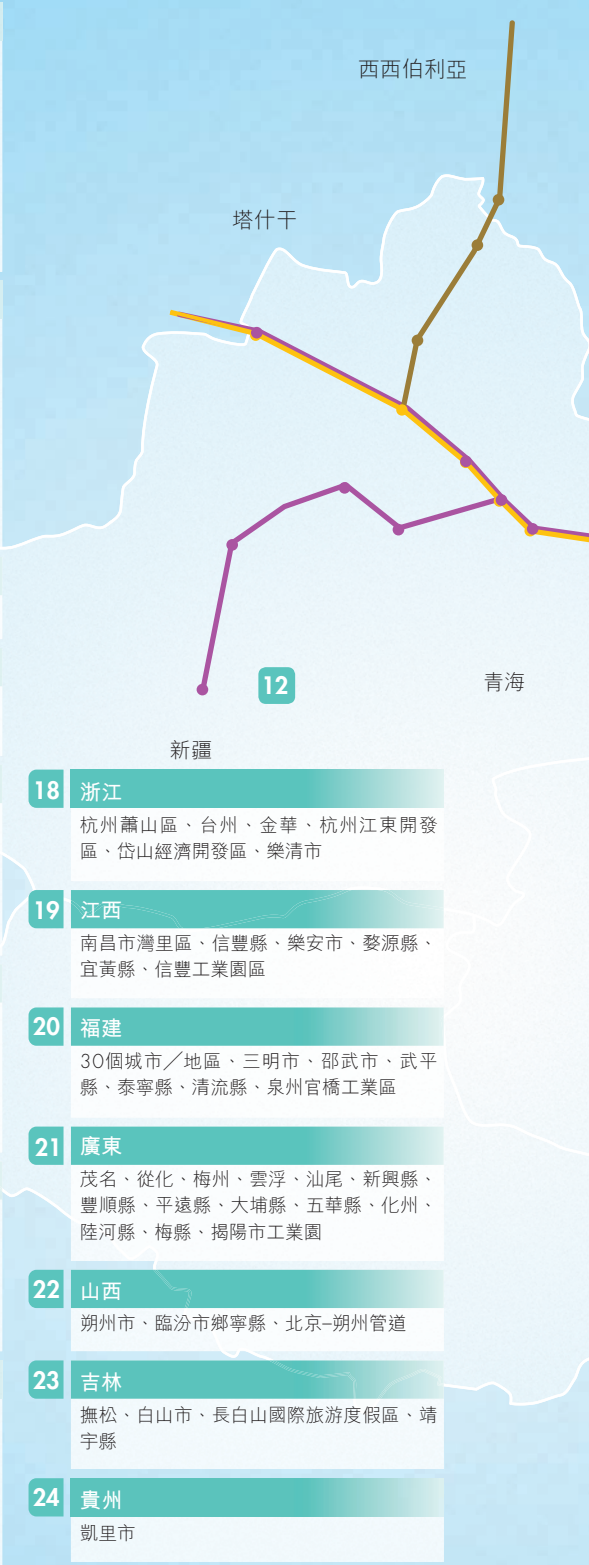 西西伯利亞
塔什干
12
青海
新疆
18 浙江
杭州蕭山區、台州、金華、杭州江東開發
區、岱山經濟開發區、樂清市
19 江西
南昌市灣里區、信豐縣、樂安市、婺源縣、
宜黃縣、信豐工業園區
20 福建
30個城市／地區、三明市、邵武市、武平
縣、泰寧縣、清流縣、泉州官橋工業區
21 廣東
茂名、從化、梅州、雲浮、汕尾、新興縣、
豐順縣、平遠縣、大埔縣、五華縣、化州、
陸河縣、梅縣、揭陽市工業園
22 山西
朔州市、臨汾市鄉寧縣、北京–朔州管道
23 吉林
撫松、白山市、長白山國際旅游度假區、靖
宇縣
24 貴州
凱里市